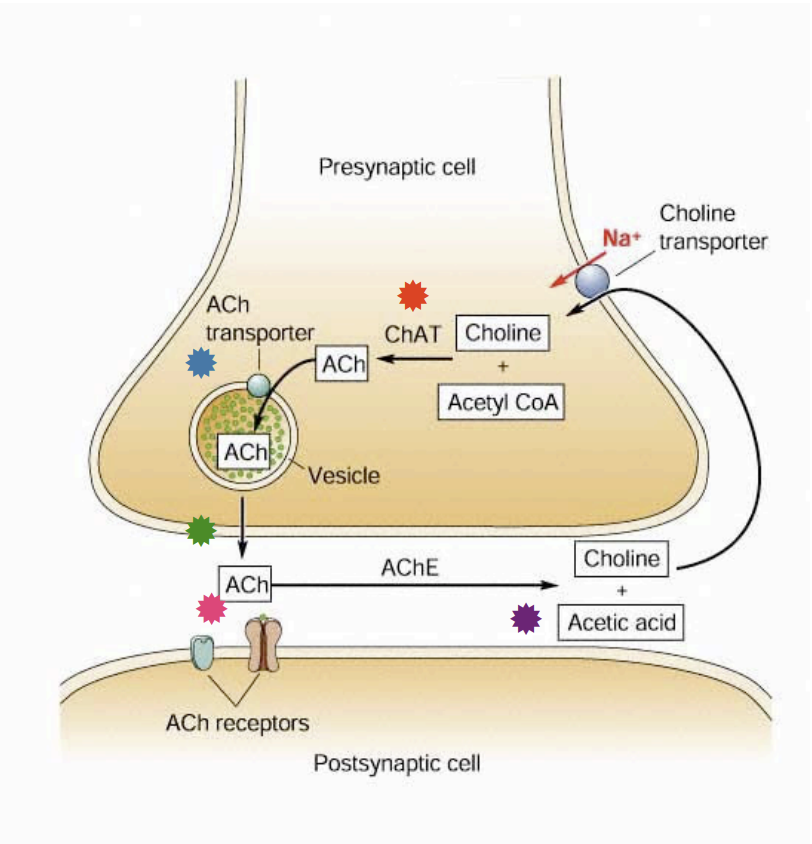 Presynaptic cell
Choline
transporter
Na+
ACh
transporter
ChAT
Choline
+
Acetyl CoA
ACh
ACh
Vesicle
ACh
AChE
Choline
+
Acetic acid
ACh receptors
Postsynaptic cell